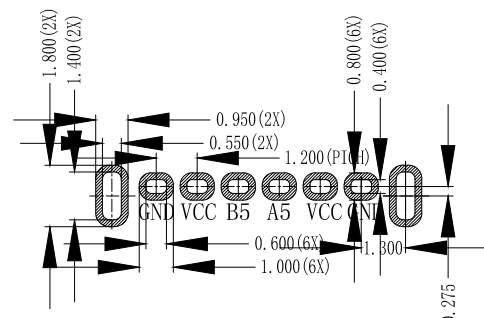 1.800(2X)
1.400(2X)
0.800(6X)
0.400(6X)
0.950(2X)
0.550(2X)
1.200(PICH)
GND VCC B5 A5 VCC GND
0.600(6X)
1.300
1.000(6X)
0.275